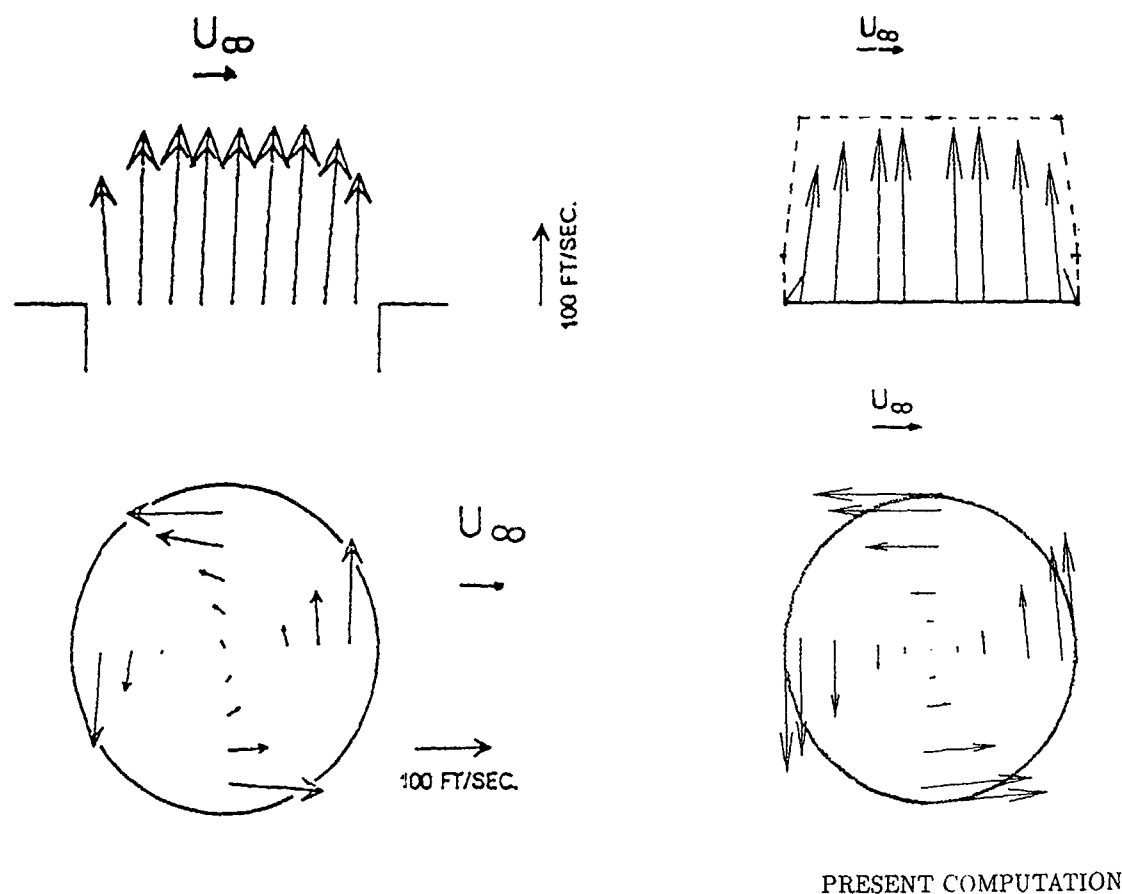 U∞
U∞
100 FT/SEC.
U∞
U∞
100 FT/SEC.
PRESENT COMPUTATION